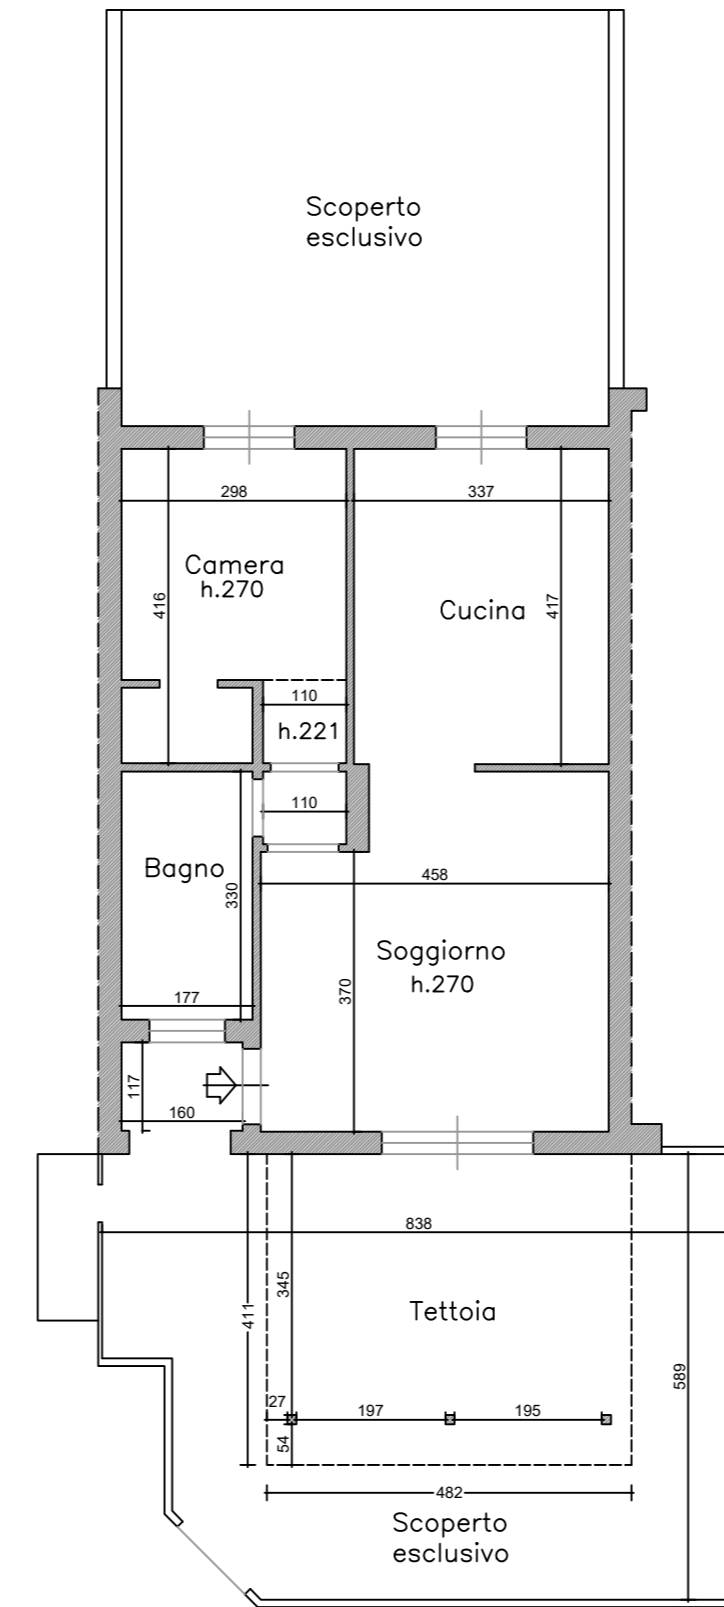 Scoperto
esclusivo
298
337
Camera
h.270
416
Cucina
417
110
h.221
110
Bagno
330
458
Soggiorno
h.270
370
177
117
160
838
345
411
Tettoia
589
27
197
195
54
482
Scoperto
esclusivo